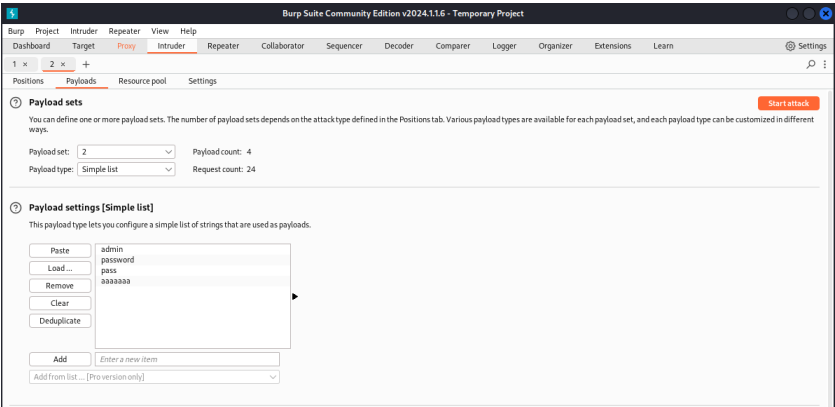 Burp Suite Community Edition v2024.1.1.6 - Temporary Project
Burp Project Intruder Repeater View Help
Dashboard Target Proxy Intruder Repeater Collaborator Sequencer Decoder Comparer Logger Organizer Extensions Learn Settings
1 × 2 × +
Positions Payloads Resource pool Settings
? Payload sets Start attack
You can define one or more payload sets. The number of payload sets depends on the attack type defined in the Positions tab. Various payload types are available for each payload set, and each payload type can be customized in different
ways.
Payload set: 2 Payload count: 4
Payload type: Simple list Request count: 24
? Payload settings [Simple list]
This payload type lets you configure a simple list of strings that are used as payloads.
Paste admin
password
Load ... pass
Remove aaaaaaa
Clear
Deduplicate
Add Enter a new item
Add from list ... [Pro version only]